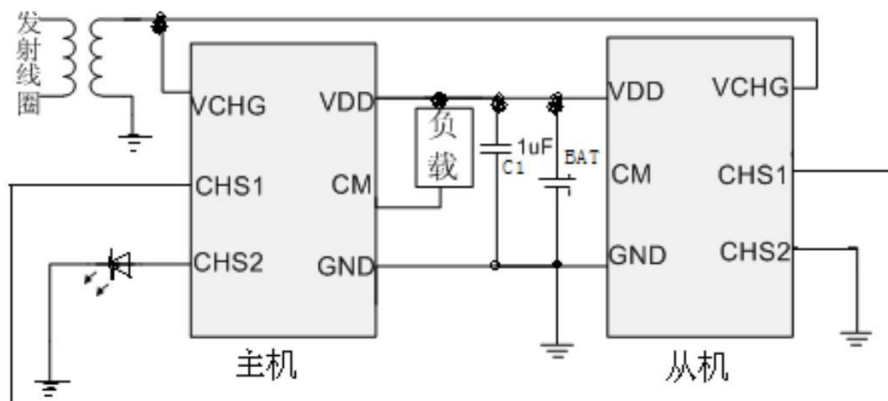 发射线圈
VCHG
VDD
CHS1
CM
CHS2
GND
负载
1uF
C1
BAT
VDD
VCHG
CM
CHS1
GND
CHS2
主机
从机